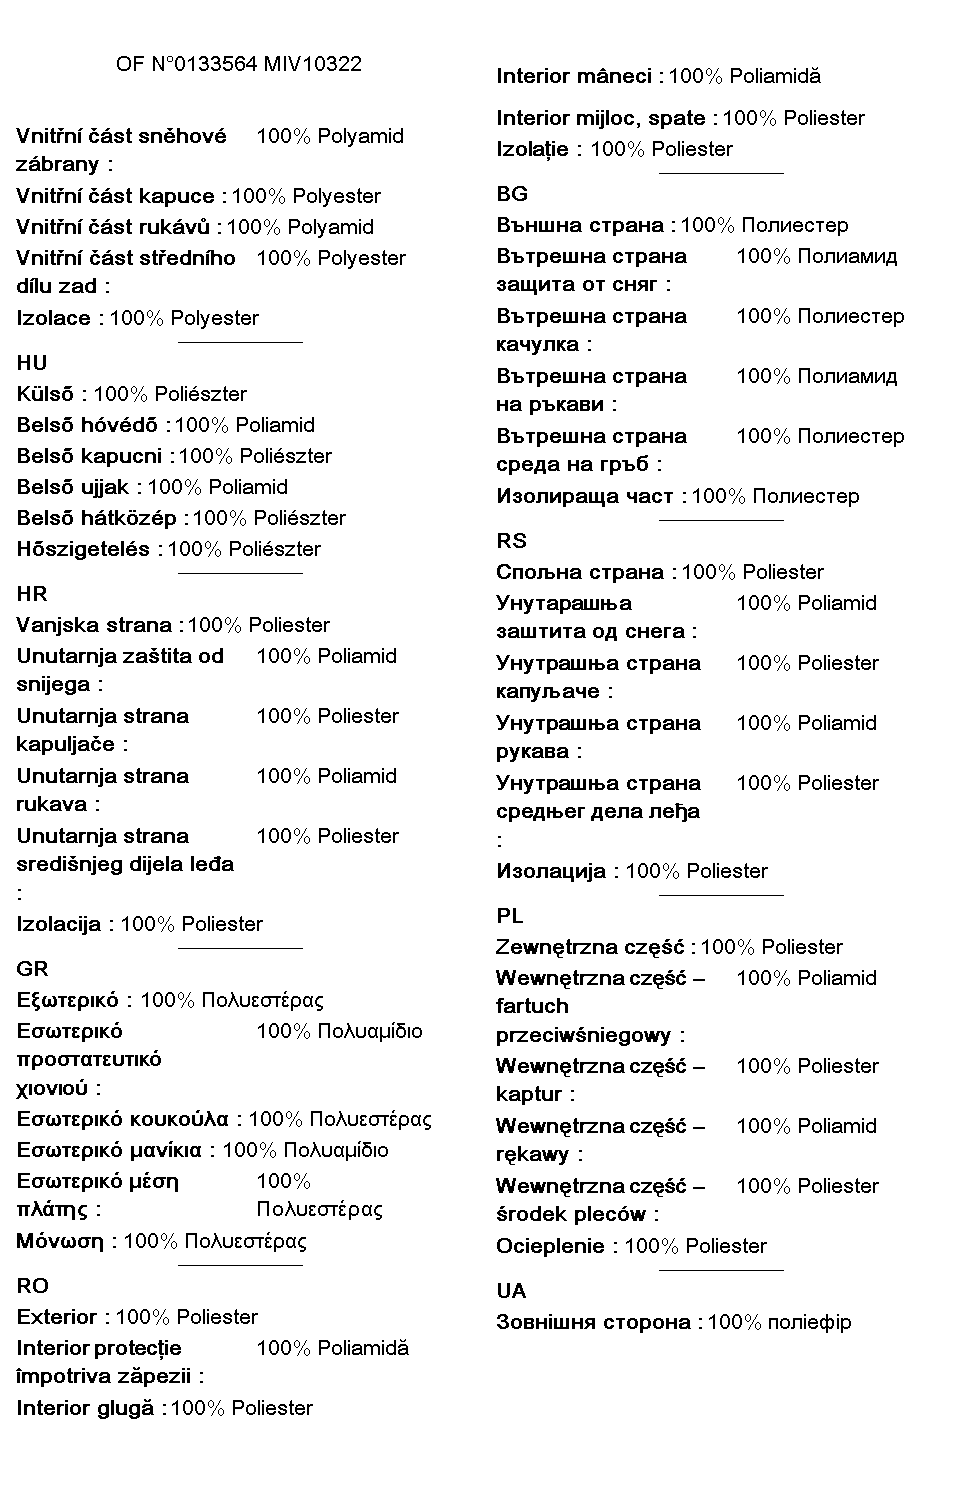 OF N°0133564 MIV10322
Vnitřní část sněhové 100% Polyamid
zábrany :
Vnitřní část kapuce : 100% Polyester
Vnitřní část rukávů : 100% Polyamid
Vnitřní část středního 100% Polyester
dílu zad :
Izolace : 100% Polyester
HU
Külsõ : 100% Poliészter
Belsõ hóvédõ : 100% Poliamid
Belsõ kapucni : 100% Poliészter
Belsõ ujjak : 100% Poliamid
Belsõ hátközép : 100% Poliészter
Hõszigetelés : 100% Poliészter
HR
Vanjska strana : 100% Poliester
Unutarnja zaštita od 100% Poliamid
snijega :
Unutarnja strana 100% Poliester
kapuljače :
Unutarnja strana 100% Poliamid
rukava :
Unutarnja strana 100% Poliester
središnjeg dijela leđa
:
Izolacija : 100% Poliester
GR
Εξωτερικό : 100% Πολυεστέρας
Εσωτερικό 100% Πολυαμίδιο
προστατευτικό
χιονιού :
Εσωτερικό κουκούλα : 100% Πολυεστέρας
Εσωτερικό μανίκια : 100% Πολυαμίδιο
Εσωτερικό μέση 100%
πλάτης : Πολυεστέρας
Μόνωση : 100% Πολυεστέρας
RO
Exterior : 100% Poliester
Interior protecție 100% Poliamidă
împotriva zăpezii :
Interior glugă : 100% Poliester
Interior mâneci : 100% Poliamidă
Interior mijloc, spate : 100% Poliester
Izolație : 100% Poliester
BG
Външна страна : 100% Полиестер
Вътрешна страна 100% Полиамид
защита от сняг :
Вътрешна страна 100% Полиестер
качулка :
Вътрешна страна 100% Полиамид
на ръкави :
Вътрешна страна 100% Полиестер
среда на гръб :
Изолираща част : 100% Полиестер
RS
Спољна страна : 100% Poliester
Унутарашња 100% Poliamid
заштита од снега :
Унутрашња страна 100% Poliester
капуљаче :
Унутрашња страна 100% Poliamid
рукава :
Унутрашња страна 100% Poliester
средњег дела леђа
:
Изолација : 100% Poliester
PL
Zewnętrzna część : 100% Poliester
Wewnętrzna część – 100% Poliamid
fartuch
przeciwśniegowy :
Wewnętrzna część – 100% Poliester
kaptur :
Wewnętrzna część – 100% Poliamid
rękawy :
Wewnętrzna część – 100% Poliester
środek pleców :
Ocieplenie : 100% Poliester
UA
Зовнішня сторона : 100% поліефір